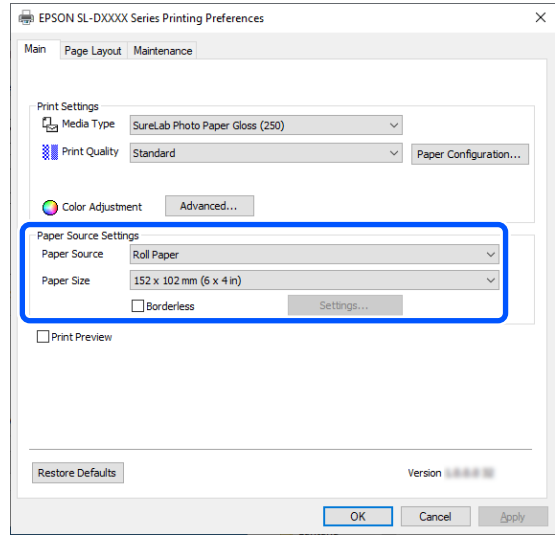 EPSON SL-DXXXX Series Printing Preferences
Main Page Layout Maintenance
Print Settings
Media Type SureLab Photo Paper Gloss (250)
Print Quality Standard Paper Configuration...
Color Adjustment Advanced...
Paper Source Settings
Paper Source Roll Paper
Paper Size 152 x 102 mm (6 x 4 in)
Borderless Settings...
Print Preview
Restore Defaults Version
OK Cancel Apply